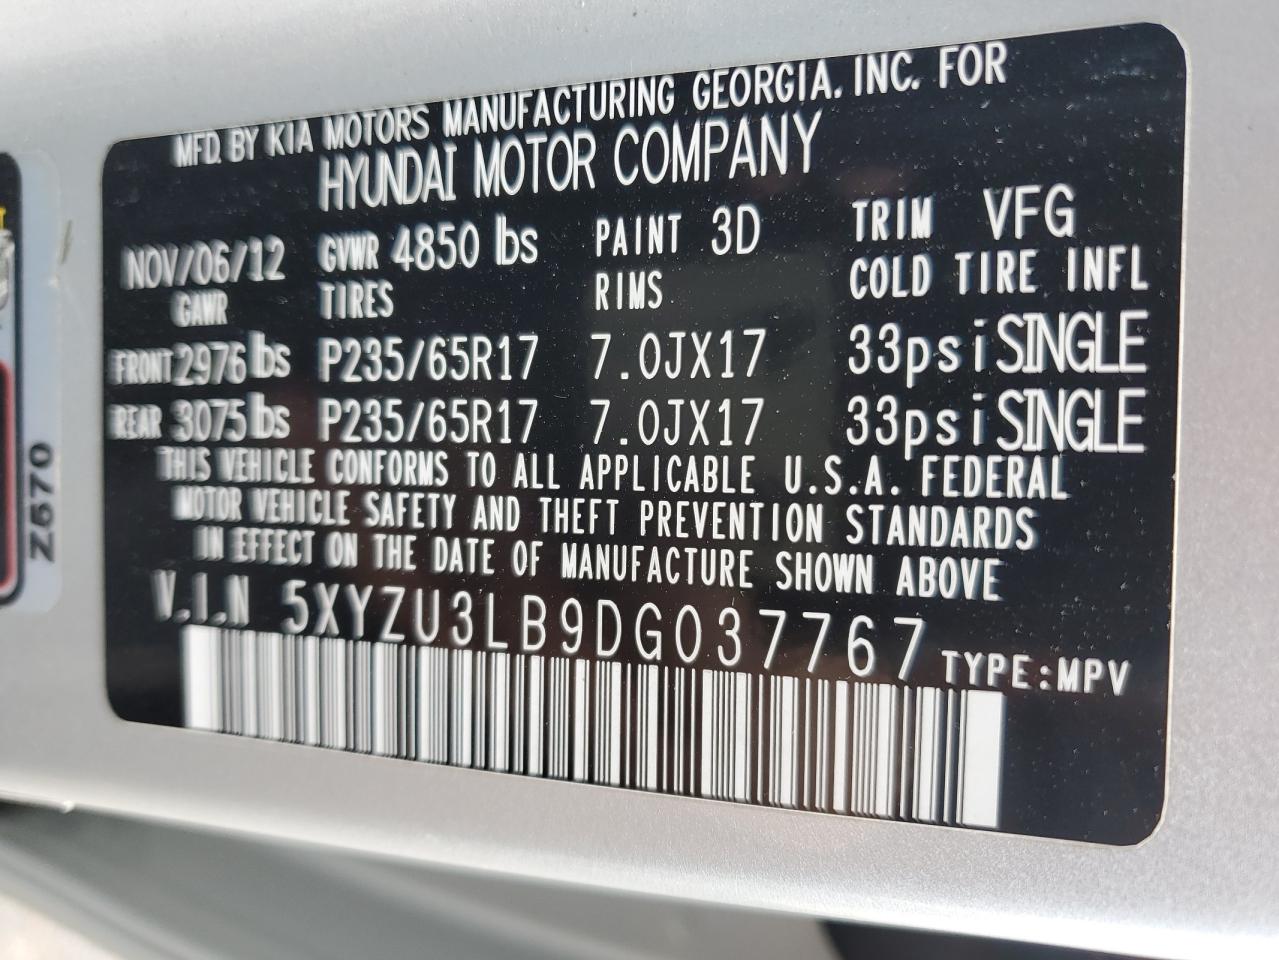 MFD. BY KIA MOTORS MANUFACTURING GEORGIA. INC. FOR
HYUNDAI MOTOR COMPANY
NOV/06/12 GVWR 4850 lbs PAINT 3D TRIM VFG
GAWR TIRES RIMS COLD TIRE INFL
FRONT 2976 lbs P235/65R17 7.0JX17 33psi SINGLE
REAR 3075 lbs P235/65R17 7.0JX17 33psi SINGLE
THIS VEHICLE CONFORMS TO ALL APPLICABLE U.S.A. FEDERAL
MOTOR VEHICLE SAFETY AND THEFT PREVENTION STANDARDS
IN EFFECT ON THE DATE OF MANUFACTURE SHOWN ABOVE
V.I.N 5XYZU3LB9DG037767 TYPE:MPV
Z670